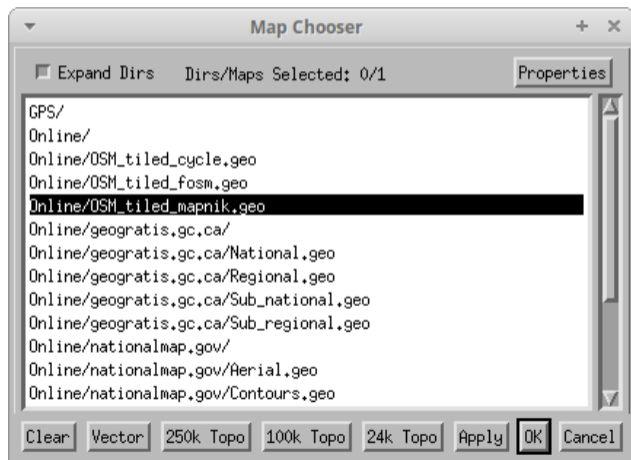 Map Chooser
Expand Dirs Dirs/Maps Selected: 0/1 Properties
GPS/
Online/
Online/OSM_tiled_cycle.geo
Online/OSM_tiled_fosm.geo
Online/OSM_tiled_mapnik.geo
Online/geogratis.gc.ca/
Online/geogratis.gc.ca/National.geo
Online/geogratis.gc.ca/Regional.geo
Online/geogratis.gc.ca/Sub_national.geo
Online/geogratis.gc.ca/Sub_regional.geo
Online/nationalmap.gov/
Online/nationalmap.gov/Aerial.geo
Online/nationalmap.gov/Contours.geo
Clear Vector 250k Topo 100k Topo 24k Topo Apply OK Cancel